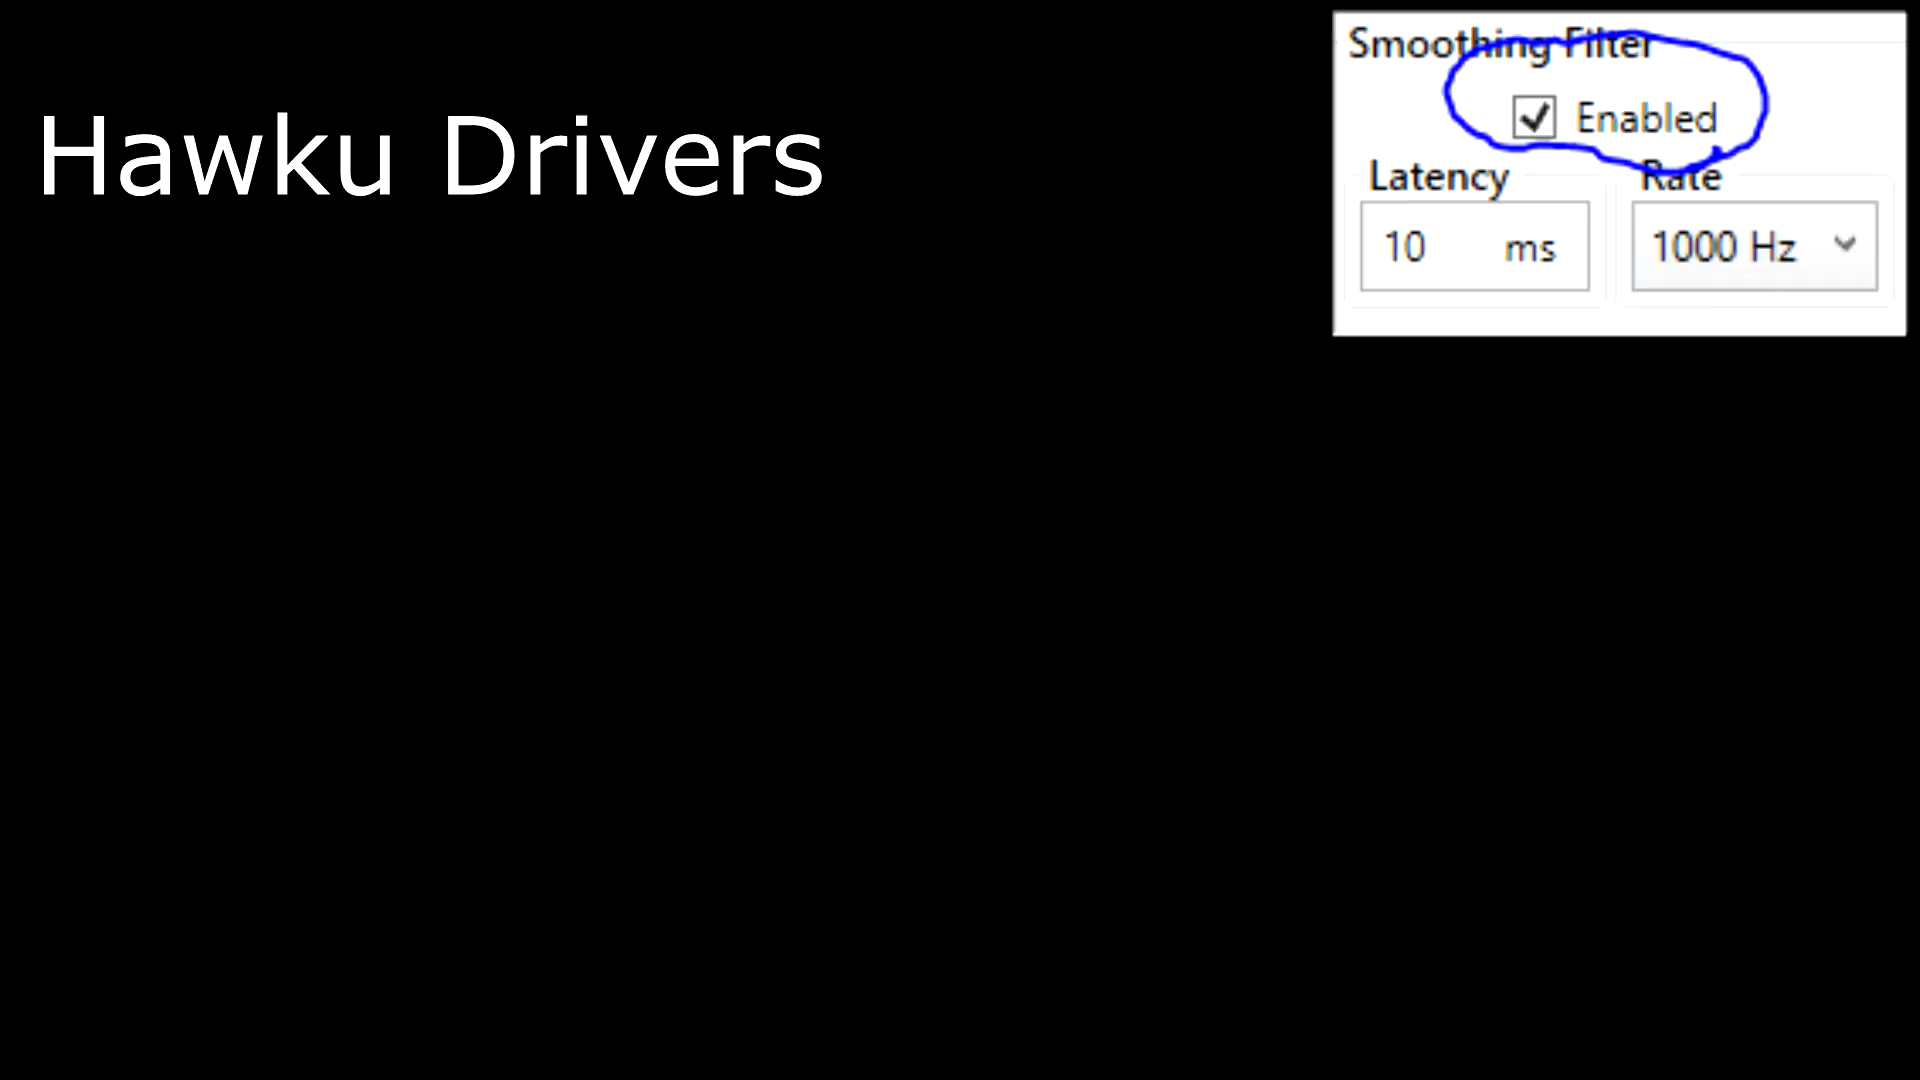 Hawku Drivers
Smoothing Filter
Enabled
Latency
Rate
10 ms
1000 Hz